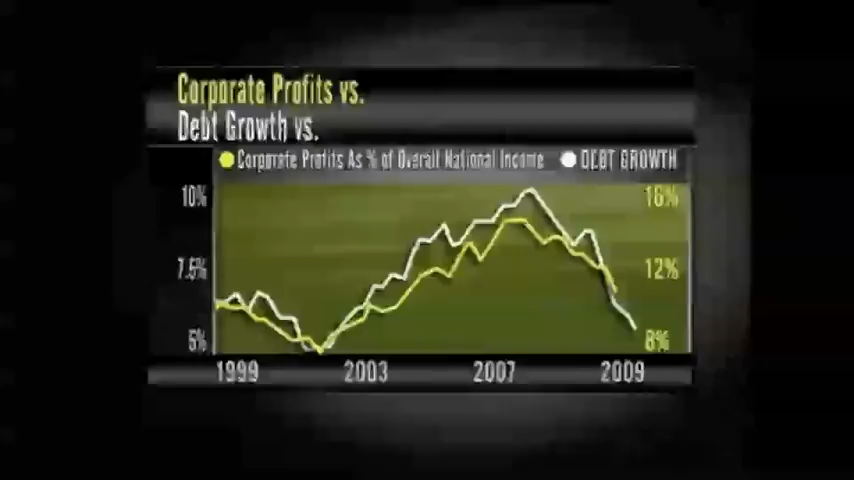 Corporate Profits vs.
Debt Growth vs.
Corporate Profits As % of Overall National Income DEBT GROWTH
10% 16%
7.5% 12%
5% 8%
1999 2003 2007 2009